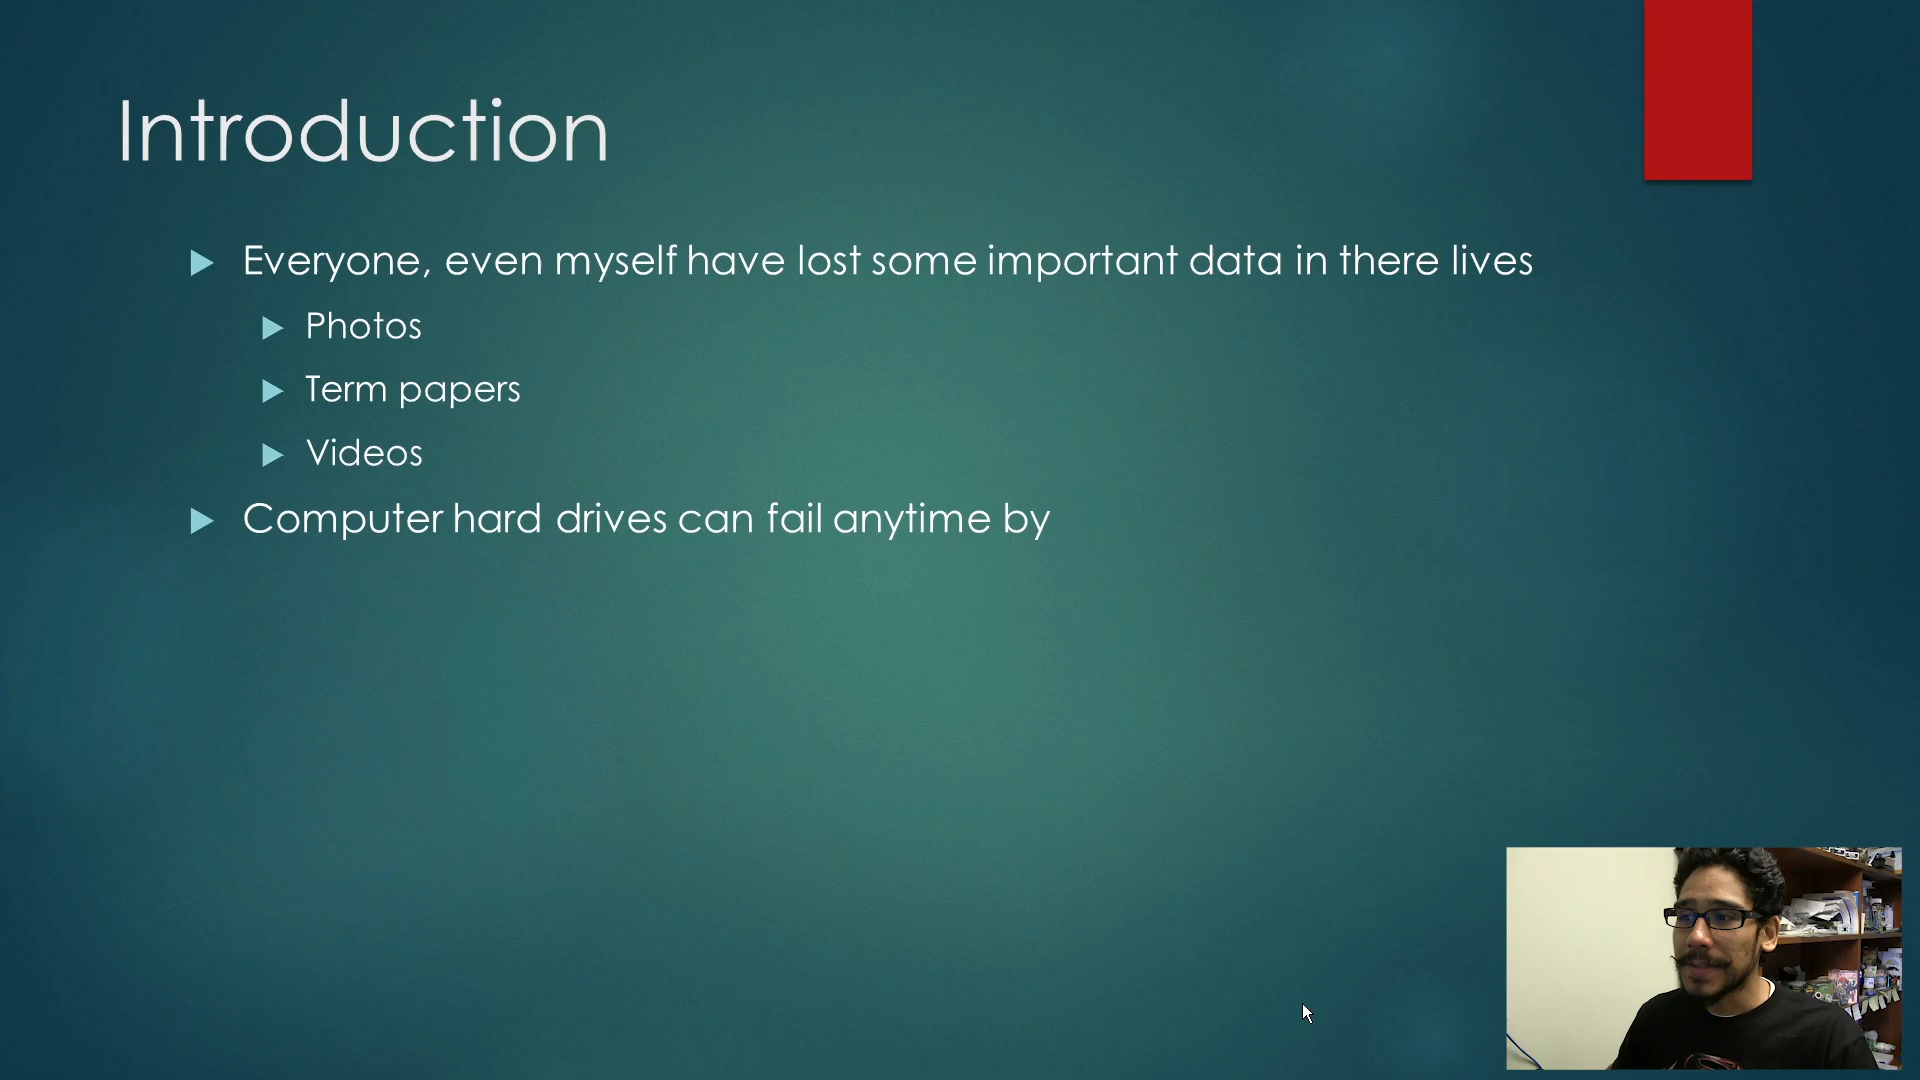 Introduction
Everyone, even myself have lost some important data in there lives
Photos
Term papers
Videos
Computer hard drives can fail anytime by